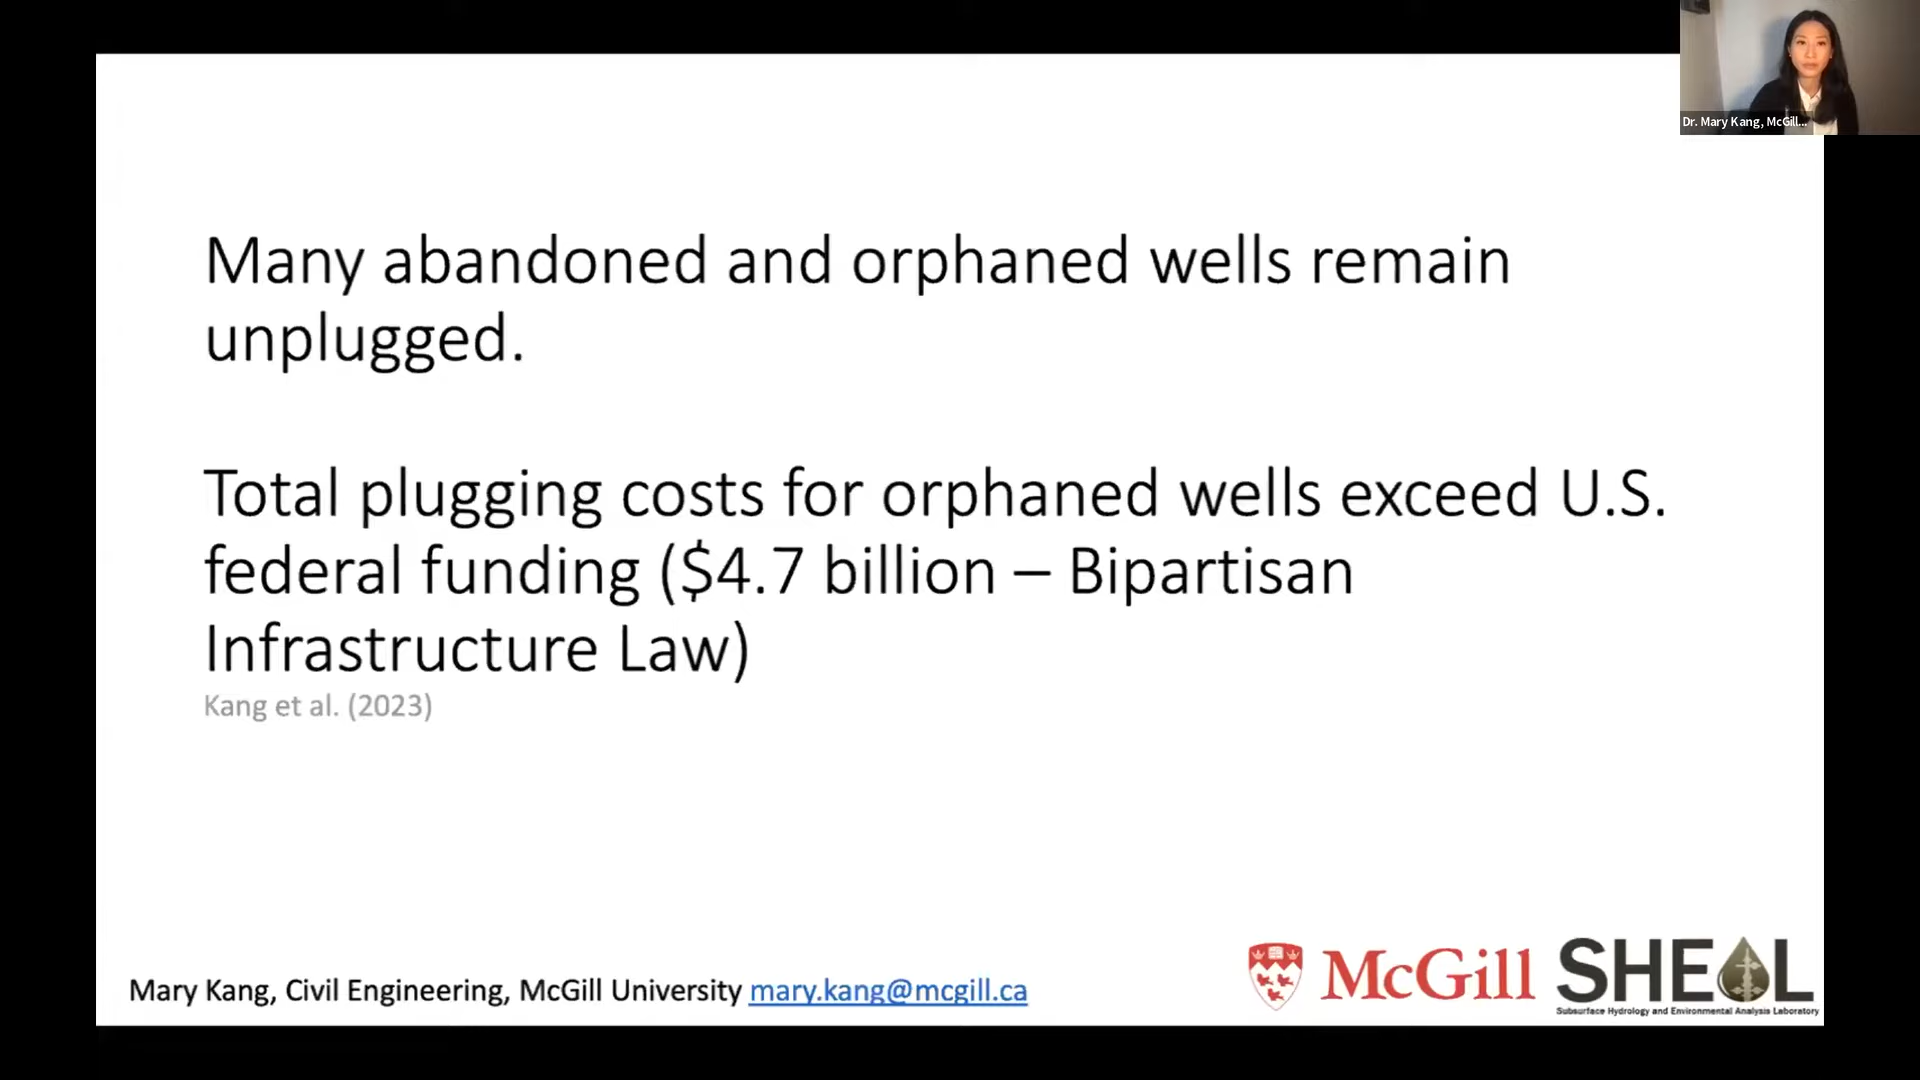 Dr. Mary Kang, McGill...
Many abandoned and orphaned wells remain
unplugged.
Total plugging costs for orphaned wells exceed U.S.
federal funding ($4.7 billion – Bipartisan
Infrastructure Law)
Kang et al. (2023)
Mary Kang, Civil Engineering, McGill University mary.kang@mcgill.ca
McGill
SHEAL
Subsurface Hydrology and Environmental Analysis Laboratory